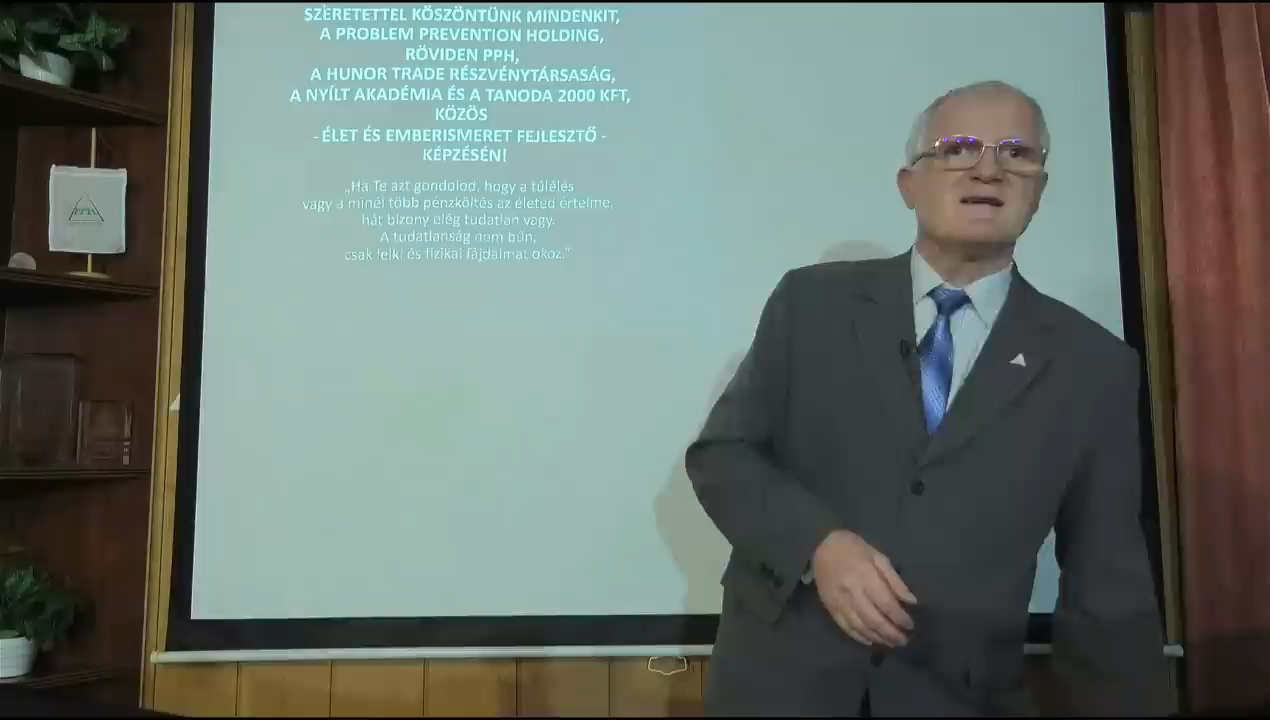 SZERETETTEL KÖSZÖNTÜNK MINDENKIT,
A PROBLEM PREVENTION HOLDING,
RÖVIDEN PPH,
A HUNOR TRADE RÉSZVÉNYTÁRSASÁG,
A NYÍLT AKADÉMIA ÉS A TANODA 2000 KFT,
KÖZÖS
- ÉLET ÉS EMBERISMERET FEJLESZTŐ -
KÉPZÉSÉN!
„Ha Te azt gondolod, hogy a túlélés
vagy a minél több pénzköltés az életed értelme,
hát bizony elég tudatlan vagy.
A tudatlanság nem bűn,
csak lelki és fizikai fájdalmat okoz.”